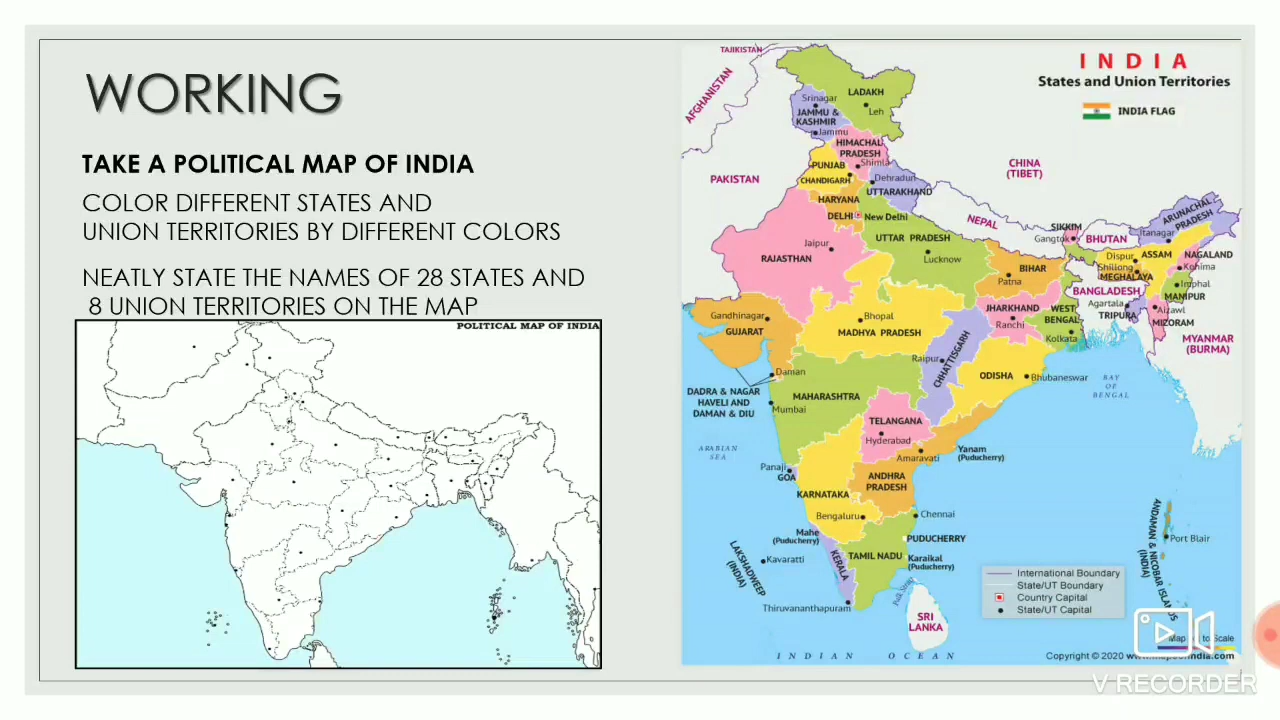 WORKING
TAKE A POLITICAL MAP OF INDIA
COLOR DIFFERENT STATES AND
UNION TERRITORIES BY DIFFERENT COLORS
NEATLY STATE THE NAMES OF 28 STATES AND
8 UNION TERRITORIES ON THE MAP
POLITICAL MAP OF INDIA
INDIA
States and Union Territories
INDIA FLAG
TAJIKISTAN
AFGHANISTAN
LADAKH
Leh
Srinagar
JAMMU &
KASHMIR
Jammu
HIMACHAL
PRADESH
Shimla
PUNJAB
CHANDIGARH
Dehradun
UTTARAKHAND
PAKISTAN
CHINA
(TIBET)
HARYANA
DELHI
New Delhi
NEPAL
SIKKIM
Gangtok
BHUTAN
ARUNACHAL
PRADESH
Itanagar
Jaipur
RAJASTHAN
UTTAR PRADESH
Lucknow
BIHAR
Patna
Dispur
ASSAM
NAGALAND
Shillong
Kohima
MEGHALAYA
Imphal
BANGLADESH
MANIPUR
Agartala
TRIPURA
Aizawl
MIZORAM
Gandhinagar
GUJARAT
Bhopal
MADHYA PRADESH
JHARKHAND
Ranchi
WEST
BENGAL
Kolkata
MYANMAR
(BURMA)
Raipur
CHHATTISGARH
Daman
DADRA & NAGAR
HAVELI AND
DAMAN & DIU
Mumbai
MAHARASHTRA
ODISHA
Bhubaneswar
BAY
OF
BENGAL
TELANGANA
Hyderabad
ARABIAN
SEA
Amaravati
Yanam
(Puducherry)
Panaji
GOA
KARNATAKA
ANDHRA
PRADESH
Bengaluru
Chennai
Mahe
(Puducherry)
PUDUCHERRY
LAKSHADWEEP
(INDIA)
Kavaratti
KERALA
TAMIL NADU
Karaikal
(Puducherry)
Thiruvananthapuram
Palk Strait
SRI
LANKA
ANDAMAN & NICOBAR ISLANDS
(INDIA)
Port Blair
International Boundary
State/UT Boundary
Country Capital
State/UT Capital
INDIAN OCEAN
Map to Scale
Copyright © 2020 www.mapsofindia.com
V RECORDER